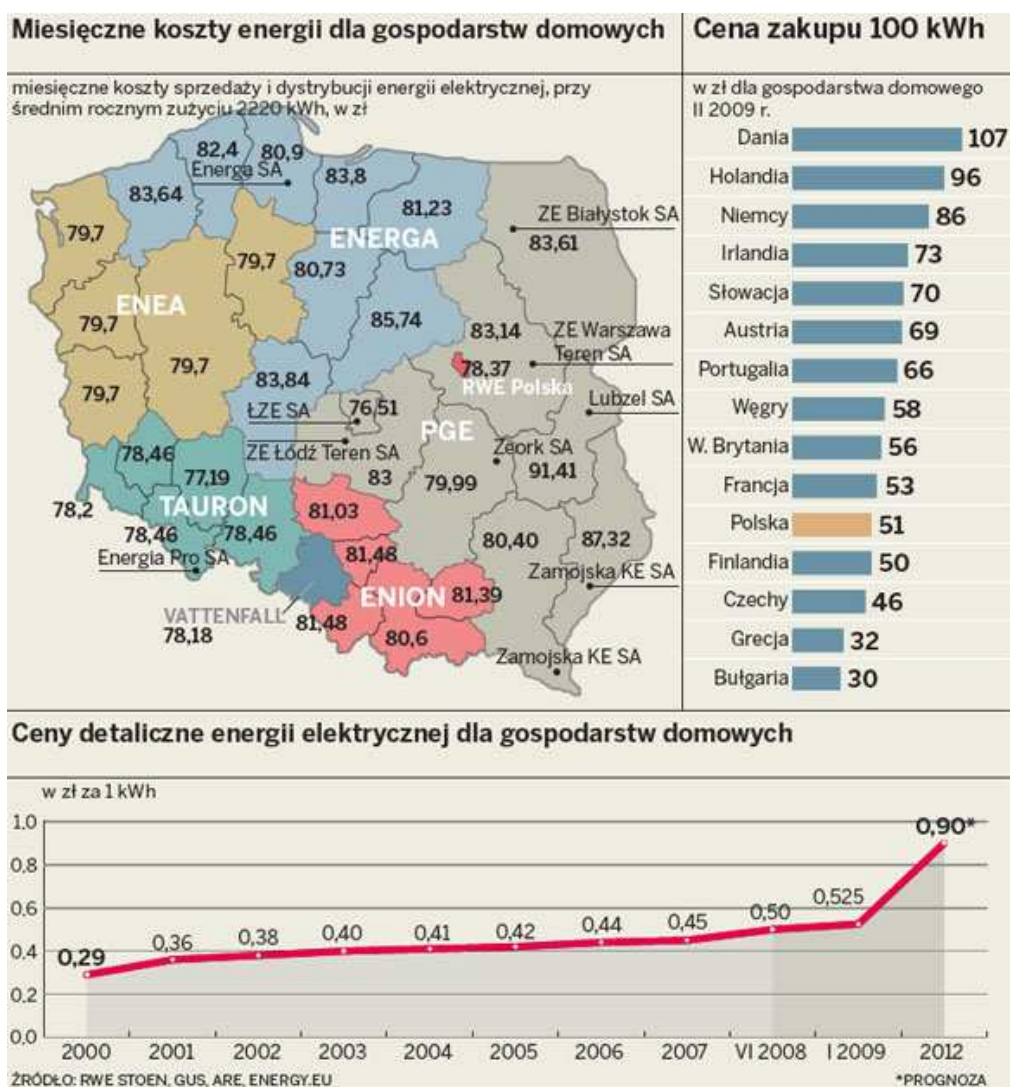 Miesięczne koszty energii dla gospodarstw domowych
miesięczne koszty sprzedaży i dystrybucji energii elektrycznej, przy
średnim rocznym zużyciu 2220 kWh, w zł
82,4
80,9
Energa SA
83,64
83,8
81,23
ENERGA
ZE Białystok SA
83,61
79,7
79,7
80,73
ENEA
79,7
85,74
83,14
ZE Warszawa
Teren SA
79,7
78,37
RWE Polska
79,7
83,84
76,51
Lubzel SA
ŁZE SA
PGE
ZE Łódź Teren SA
Zeork SA
78,46
91,41
77,19
83
79,99
78,2
TAURON
81,03
78,46
78,46
80,40
87,32
Energia Pro SA
81,48
Zamojska KE SA
ENION
81,39
VATTENFALL
78,18
81,48
80,6
Zamojska KE SA
Cena zakupu 100 kWh
w zł dla gospodarstwa domowego
II 2009 r.
Dania 107
Holandia 96
Niemcy 86
Irlandia 73
Słowacja 70
Austria 69
Portugalia 66
Węgry 58
W. Brytania 56
Francja 53
Polska 51
Finlandia 50
Czechy 46
Grecja 32
Bułgaria 30
Ceny detaliczne energii elektrycznej dla gospodarstw domowych
w zł za 1 kWh
1.0
0.8
0.6
0.4
0.2
0.0
0,29
0,36
0,38
0,40
0,41
0,42
0,44
0,45
0,50
0,525
0,90*
2000 2001 2002 2003 2004 2005 2006 2007 VI 2008 I 2009 2012
ŹRÓDŁO: RWE STOEN, GUS, ARE, ENERGY.EU
*PROGNOZA